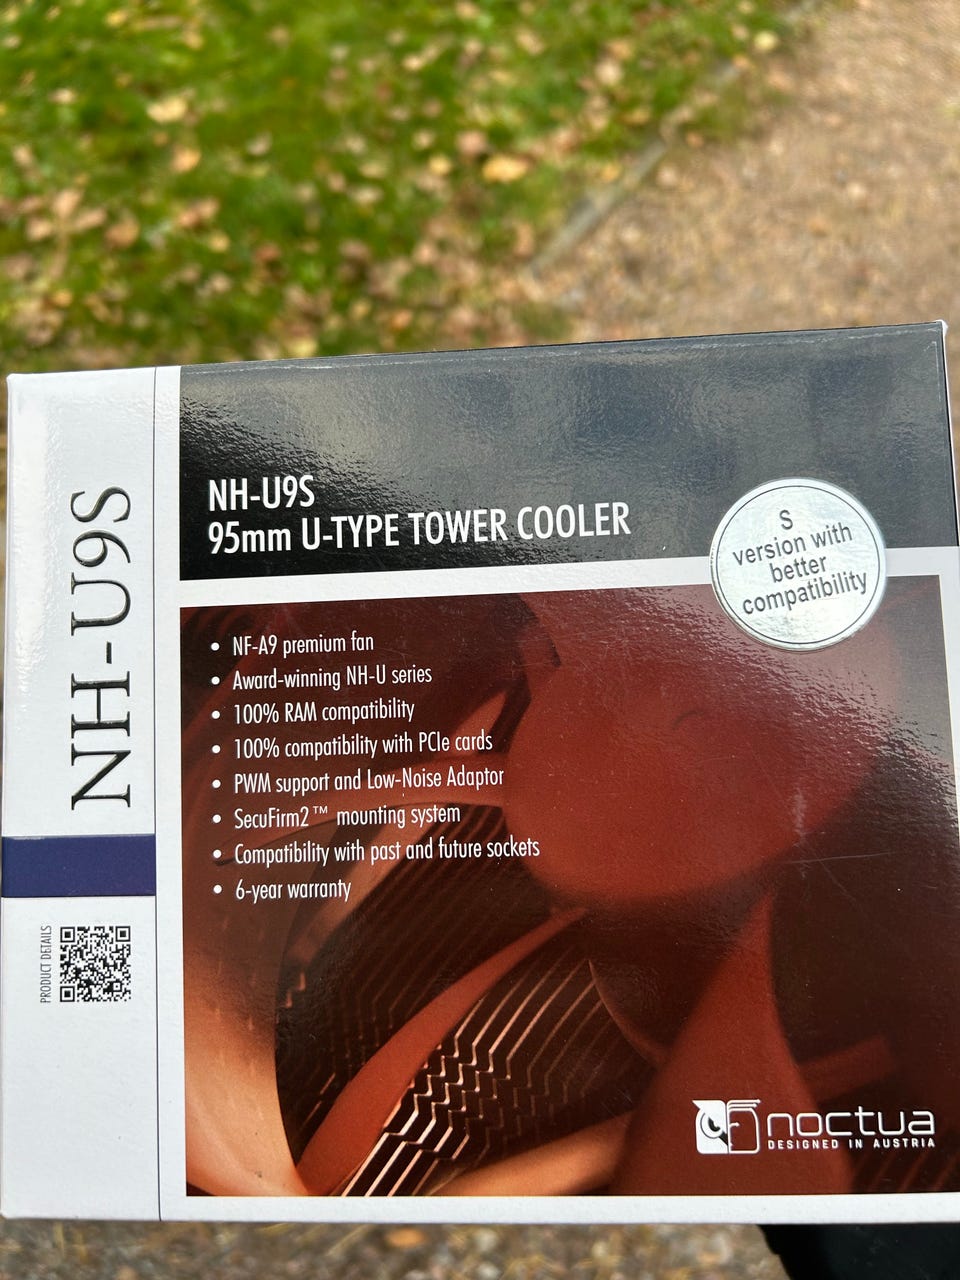 NH-U9S
PRODUCT DETAILS
NH-U9S
95mm U-TYPE TOWER COOLER
S
version with
better
compatibility
• NF-A9 premium fan
• Award-winning NH-U series
• 100% RAM compatibility
• 100% compatibility with PCIe cards
• PWM support and Low-Noise Adaptor
• SecuFirm2™ mounting system
• Compatibility with past and future sockets
• 6-year warranty
noctua
DESIGNED IN AUSTRIA